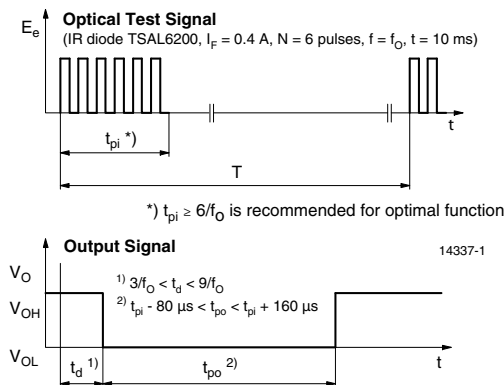 Optical Test Signal
E_e
(IR diode TSAL6200, I_F = 0.4 A, N = 6 pulses, f = f_O, t = 10 ms)
t
t_pi *)
T
*) t_pi ≥ 6/f_O is recommended for optimal function
Output Signal
14337-1
V_O
V_OH
V_OL
1) 3/f_O < t_d < 9/f_O
2) t_pi - 80 µs < t_po < t_pi + 160 µs
t_d 1)
t_po 2)
t